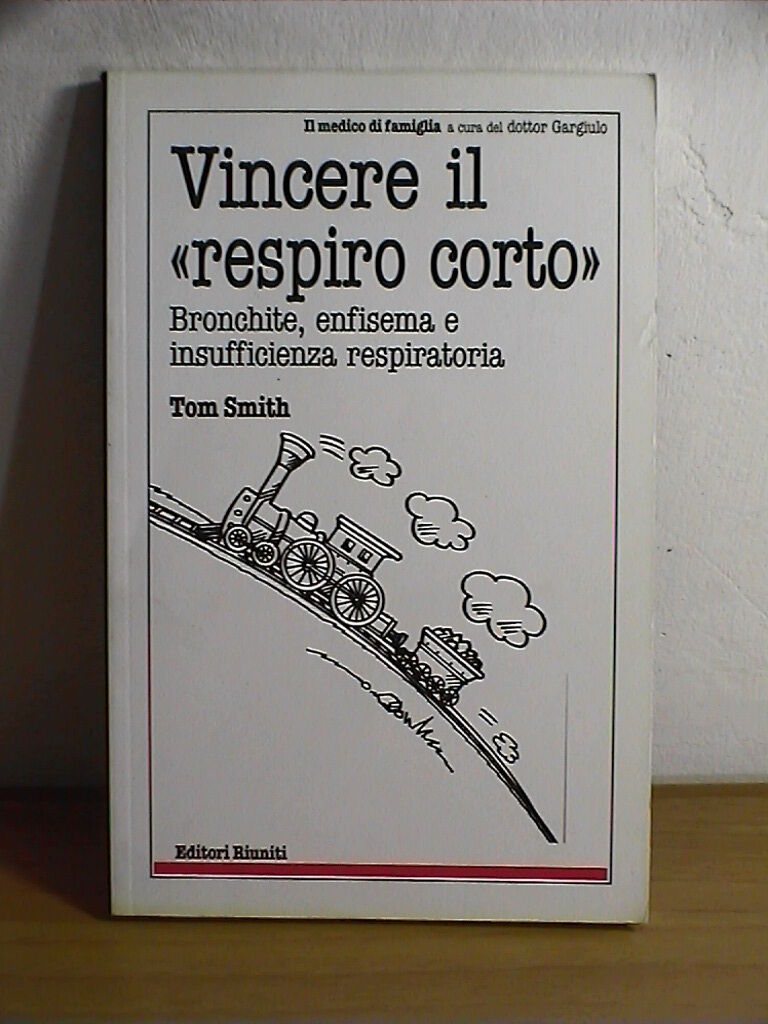 Il medico di famiglia a cura del dottor Gargiulo
Vincere il
«respiro corto»
Bronchite, enfisema e
insufficienza respiratoria
Tom Smith
Editori Riuniti